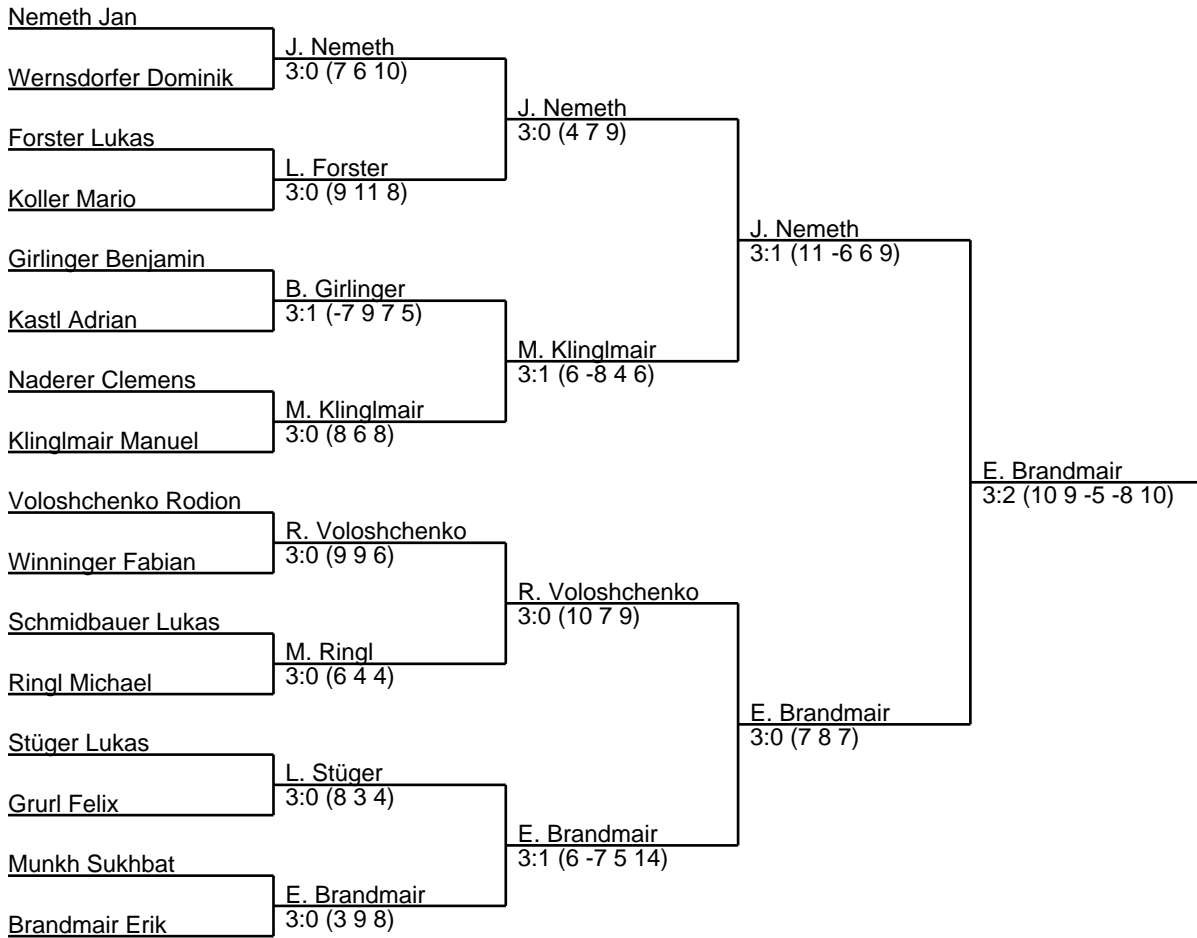 Nemeth Jan
Wernsdorfer Dominik
Forster Lukas
Koller Mario
Girlinger Benjamin
Kastl Adrian
Naderer Clemens
Klinglmair Manuel
Voloshchenko Rodion
Winninger Fabian
Schmidbauer Lukas
Ringl Michael
Stüger Lukas
Grurl Felix
Munkh Sukhbat
Brandmair Erik
J. Nemeth
3:0 (7 6 10)
L. Forster
3:0 (9 11 8)
B. Girlinger
3:1 (-7 9 7 5)
M. Klinglmair
3:0 (8 6 8)
R. Voloshchenko
3:0 (9 9 6)
M. Ringl
3:0 (6 4 4)
L. Stüger
3:0 (8 3 4)
E. Brandmair
3:0 (3 9 8)
J. Nemeth
3:0 (4 7 9)
M. Klinglmair
3:1 (6 -8 4 6)
R. Voloshchenko
3:0 (10 7 9)
E. Brandmair
3:1 (6 -7 5 14)
J. Nemeth
3:1 (11 -6 6 9)
E. Brandmair
3:0 (7 8 7)
E. Brandmair
3:2 (10 9 -5 -8 10)